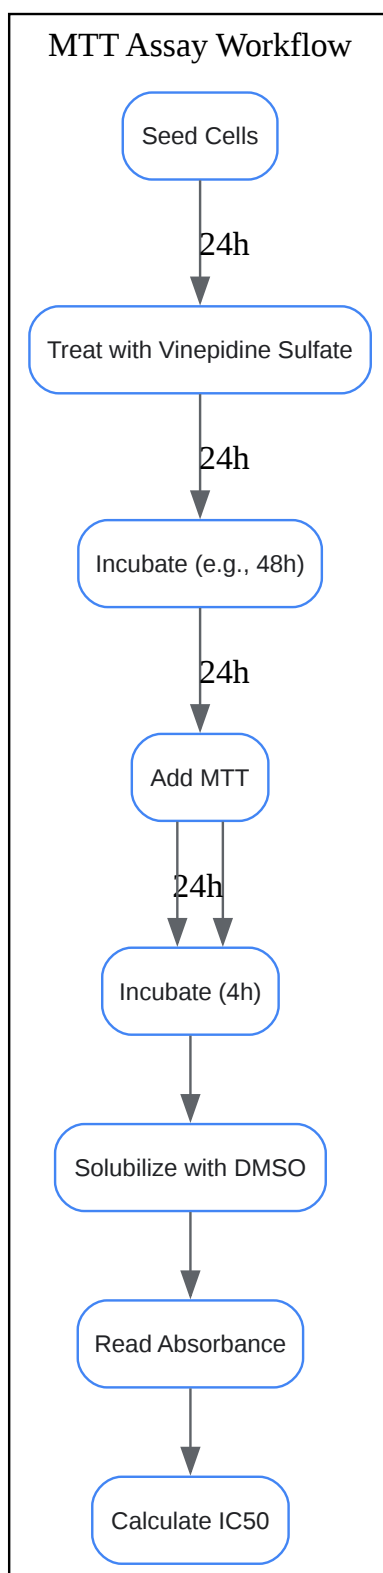 MTT Assay Workflow
Seed Cells
24h
Treat with Vinepidine Sulfate
24h
Incubate (e.g., 48h)
24h
Add MTT
24h
Incubate (4h)
Solubilize with DMSO
Read Absorbance
Calculate IC50